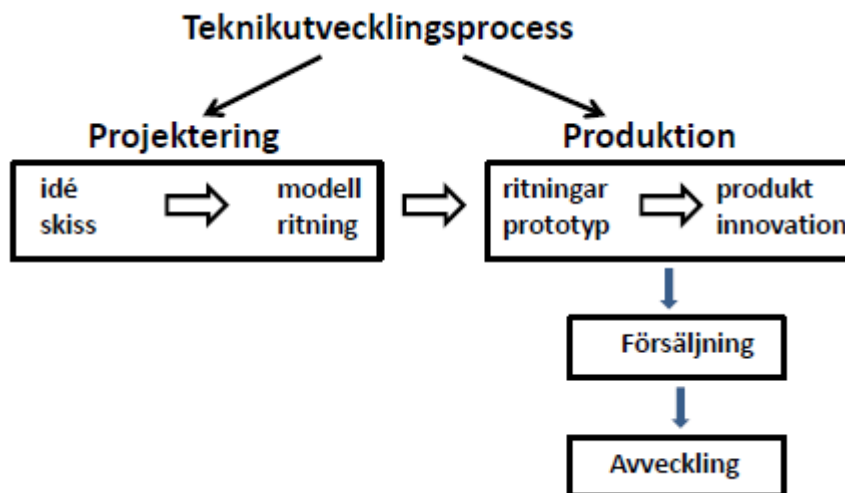 Teknikutvecklingsprocess
Projektering
Produktion
idé
skiss
modell
ritning
ritningar
prototyp
produkt
innovation
Försäljning
Avveckling